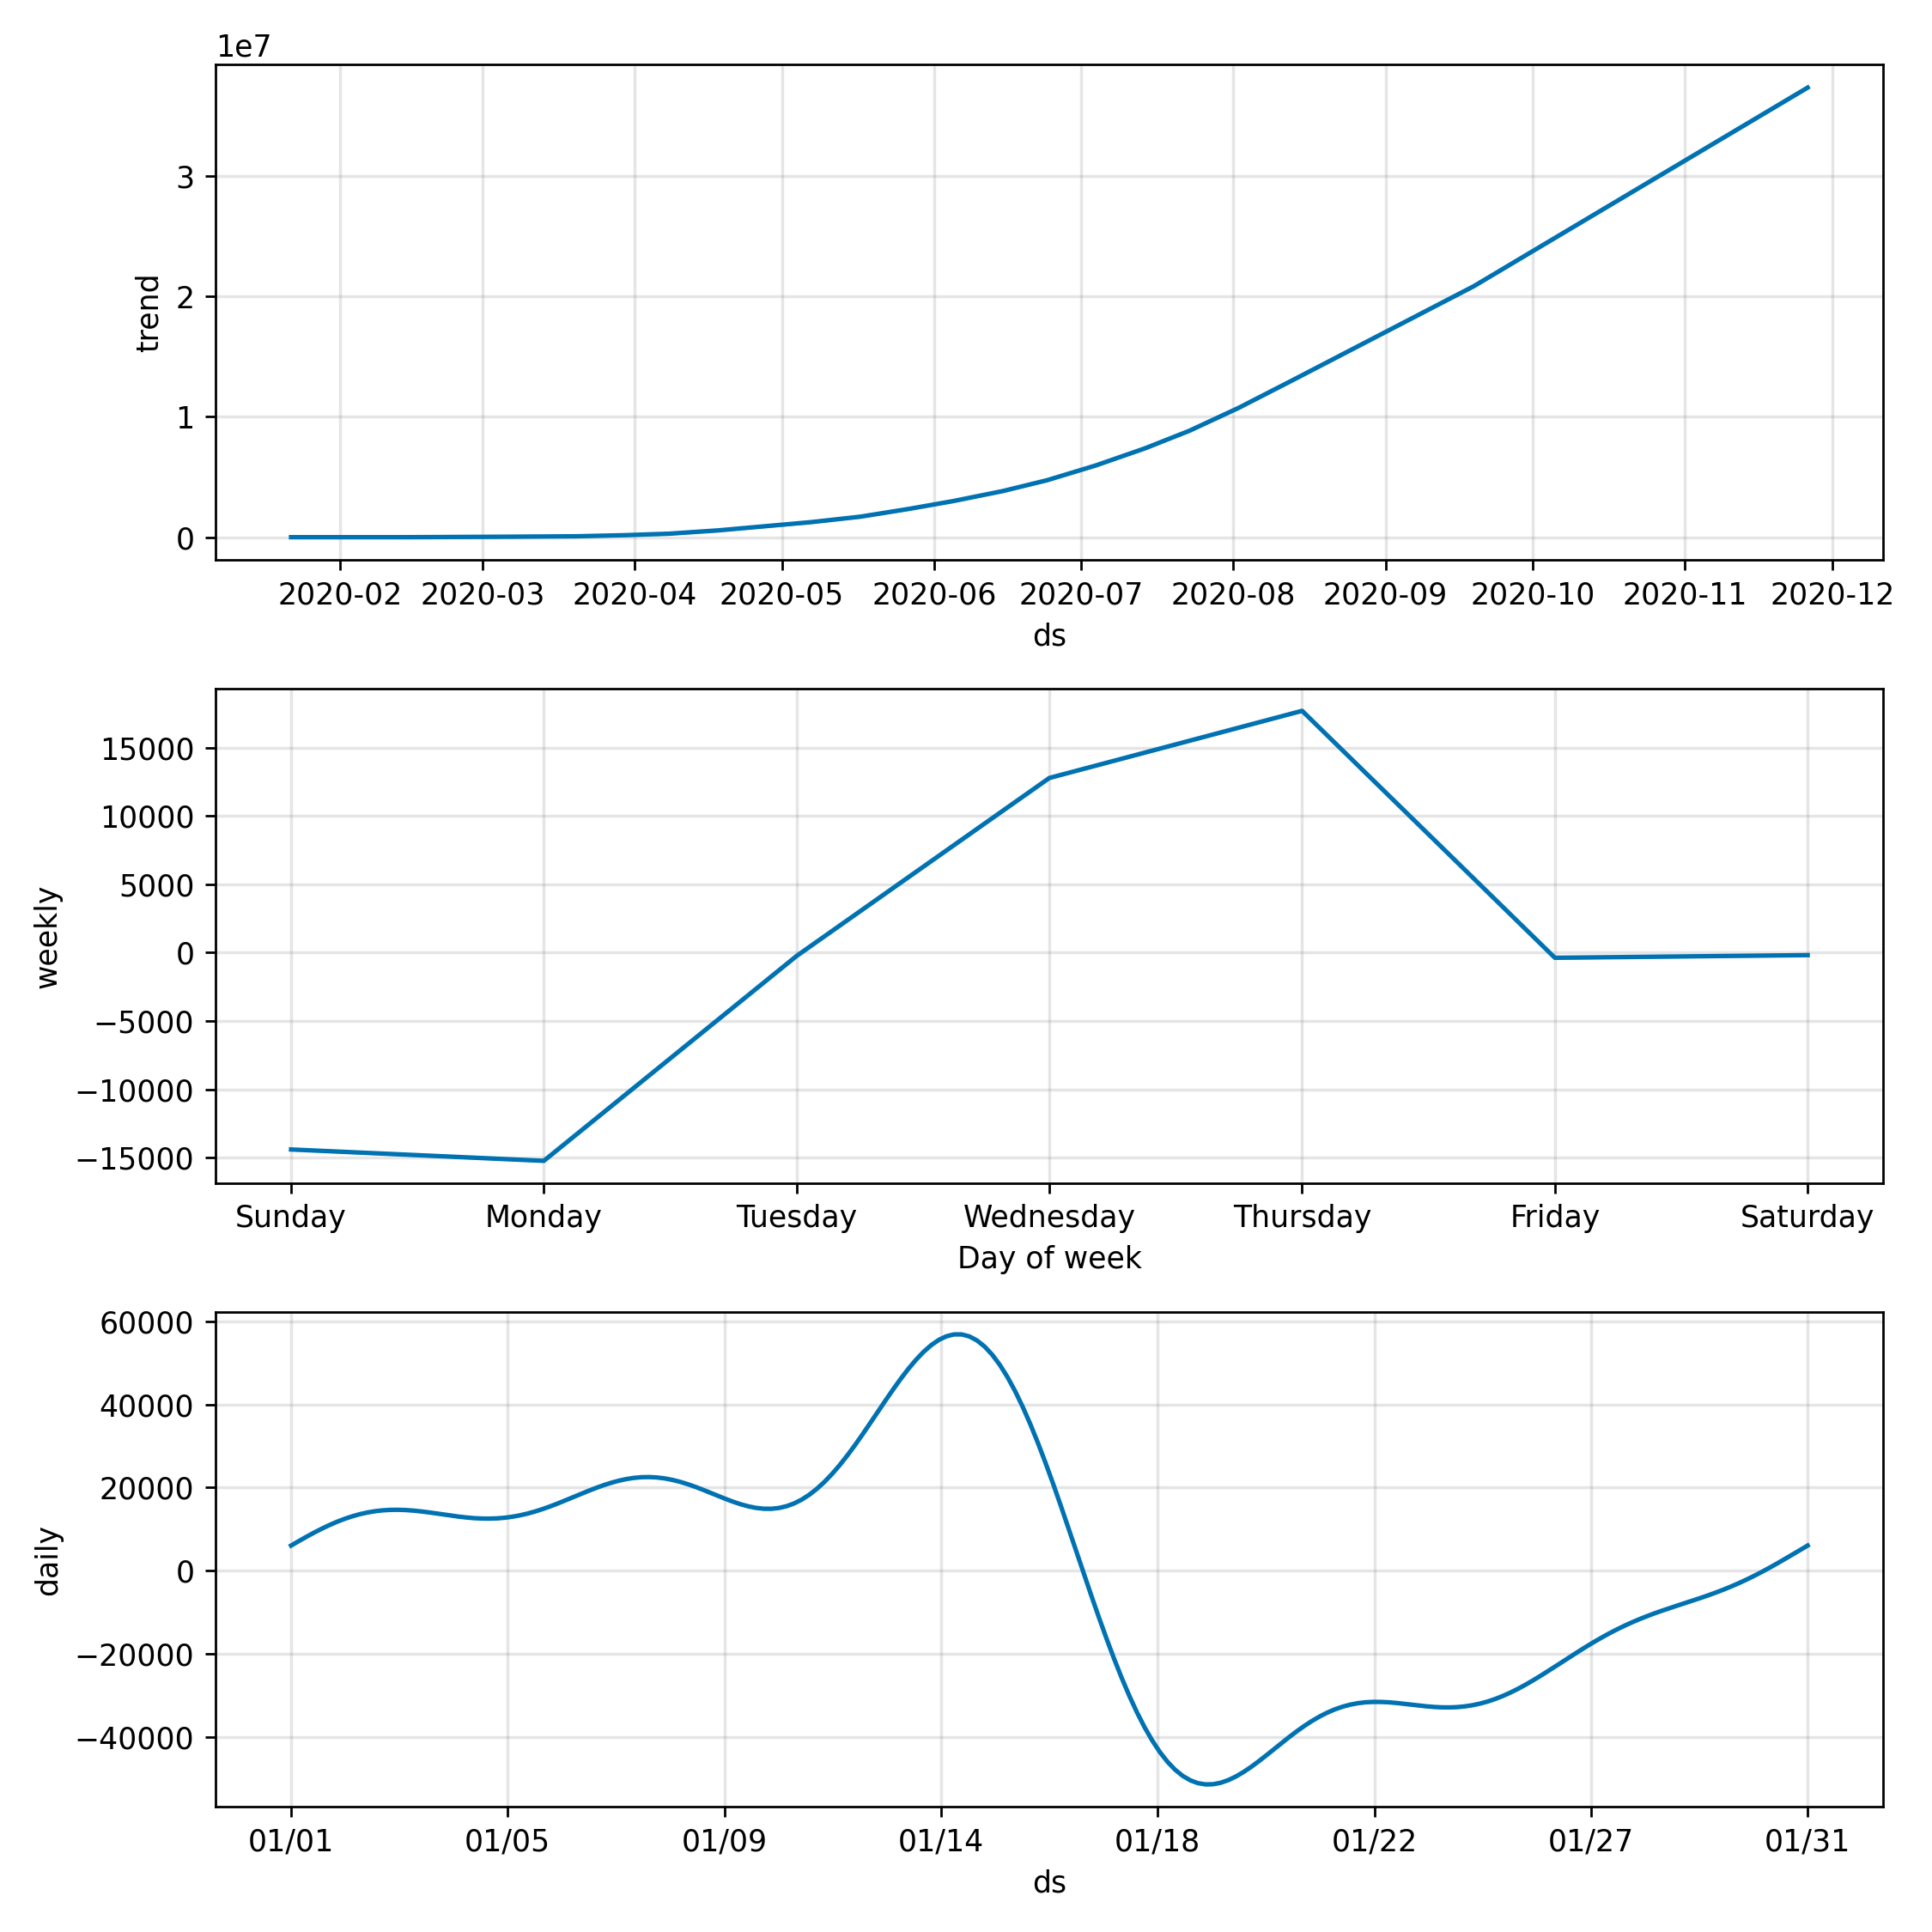 1e7
3
2
1
0
trend
2020-02 2020-03 2020-04 2020-05 2020-06 2020-07 2020-08 2020-09 2020-10 2020-11 2020-12
ds
15000
10000
5000
0
−5000
−10000
−15000
weekly
Sunday Monday Tuesday Wednesday Thursday Friday Saturday
Day of week
60000
40000
20000
0
−20000
−40000
daily
01/01 01/05 01/09 01/14 01/18 01/22 01/27 01/31
ds